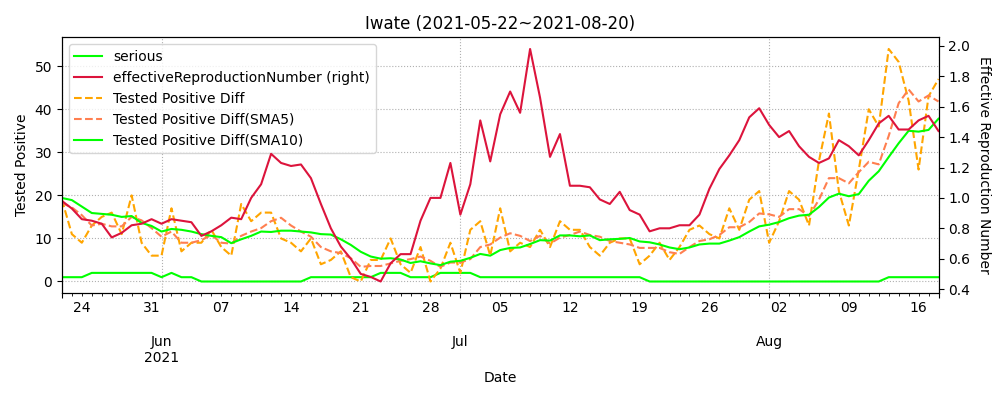 Iwate (2021-05-22~2021-08-20)
serious
effectiveReproductionNumber (right)
Tested Positive Diff
Tested Positive Diff(SMA5)
Tested Positive Diff(SMA10)
Tested Positive
50
40
30
20
10
0
2.0
1.8
1.6
1.4
1.2
1.0
0.8
0.6
0.4
Effective Reproduction Number
24 31 07 14 21 28 05 12 19 26 02 09 16
Jun Jul Aug
2021
Date